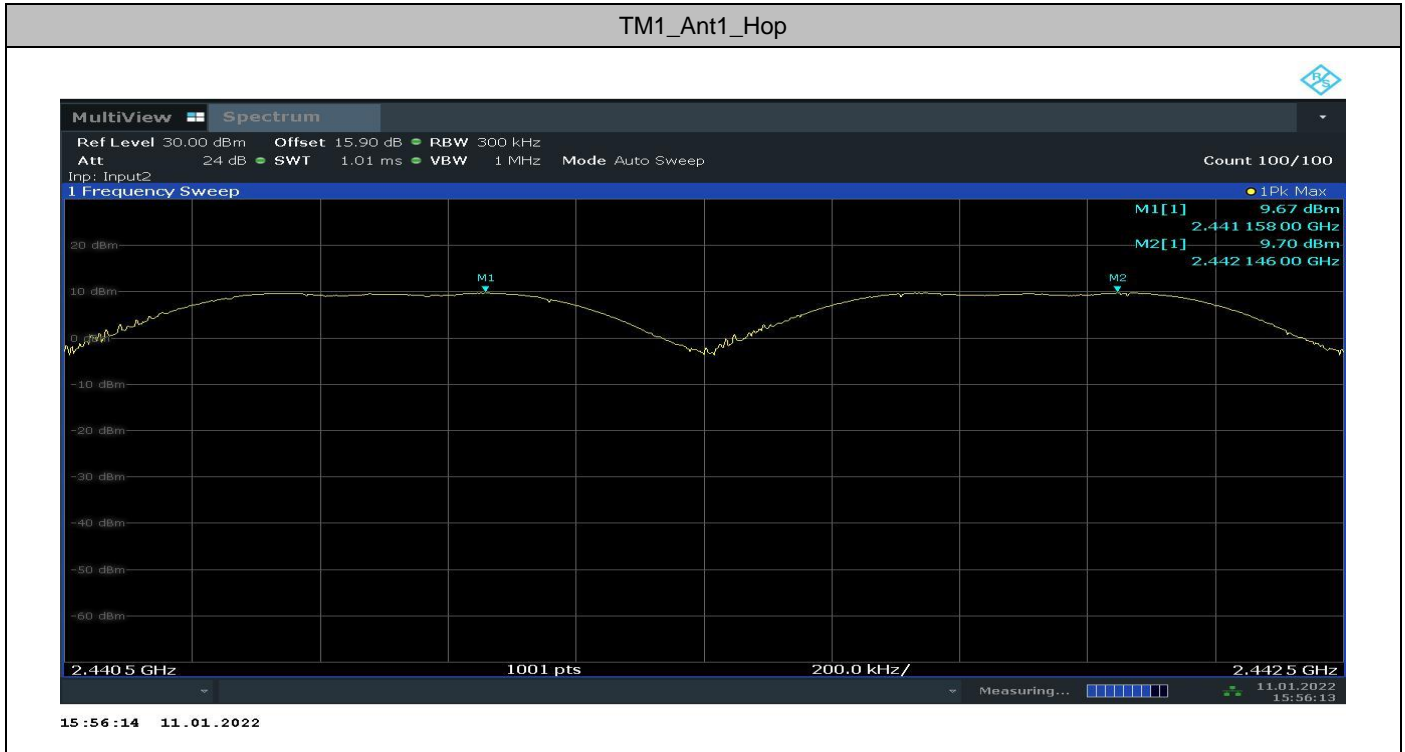 TM1_Ant1_Hop
R/S
MultiView Spectrum
Ref Level 30.00 dBm Offset 15.90 dB RBW 300 kHz
Att 24 dB SWT 1.01 ms VBW 1 MHz Mode Auto Sweep Count 100/100
Inp: Input2
1 Frequency Sweep 1Pk Max
M1[1] 9.67 dBm
2.441 158 00 GHz
20 dBm M2[1] 9.70 dBm
2.442 146 00 GHz
M1 M2
10 dBm
0 dBm
-10 dBm
-20 dBm
-30 dBm
-40 dBm
-50 dBm
-60 dBm
2.440 5 GHz 1001 pts 200.0 kHz/ 2.442 5 GHz
Measuring... 11.01.2022
15:56:13
15:56:14 11.01.2022